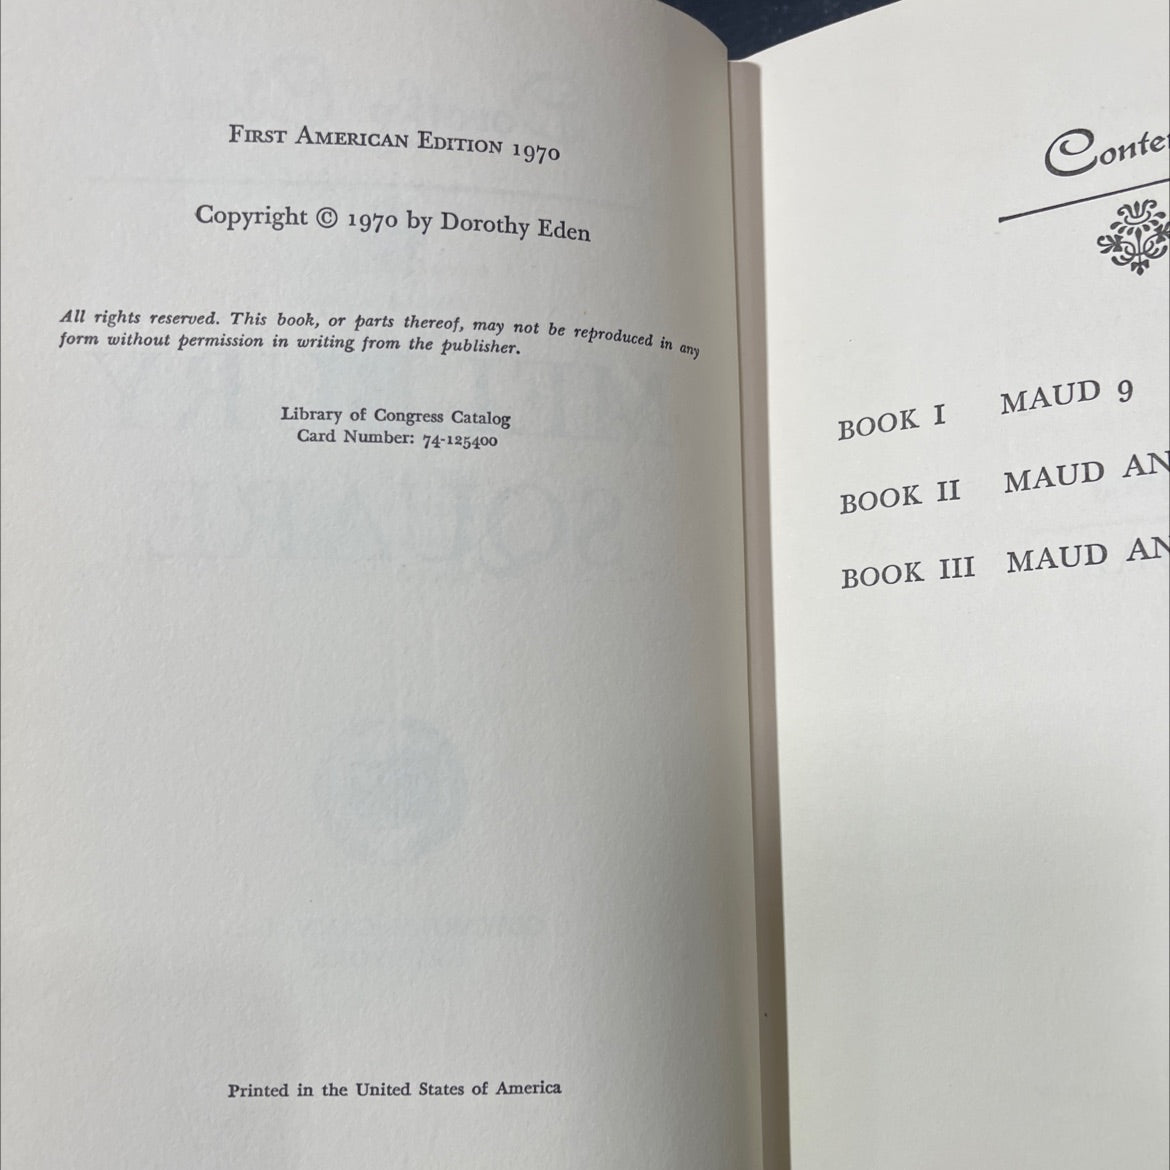 First American Edition 1970
Copyright © 1970 by Dorothy Eden
All rights reserved. This book, or parts thereof, may not be reproduced in any
form without permission in writing from the publisher.
Library of Congress Catalog
Card Number: 74-125400
Printed in the United States of America
Conte
BOOK I MAUD 9
BOOK II MAUD AN
BOOK III MAUD AN